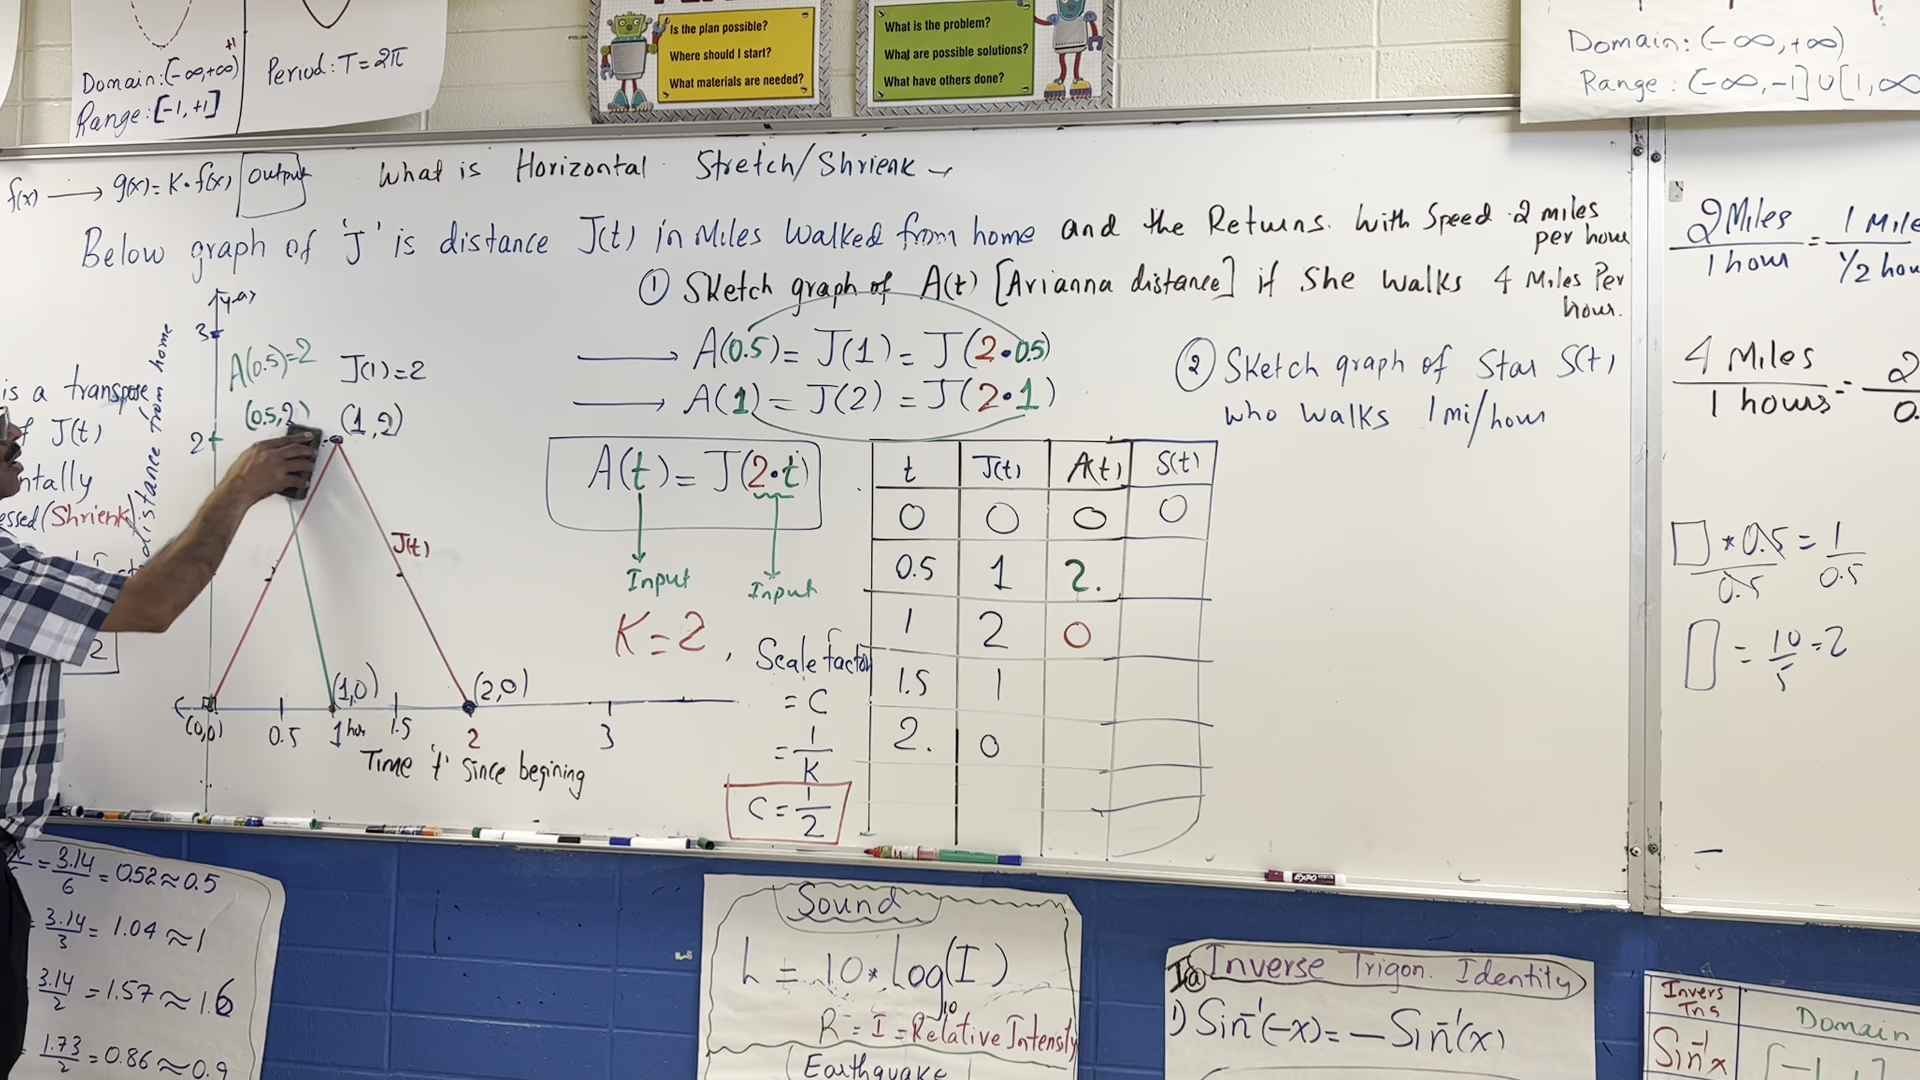 Domain: (-∞,+∞)
Range: [-1,+1]
+1
Period: T = 2π
Is the plan possible?
Where should I start?
What materials are needed?
What is the problem?
What are possible solutions?
What have others done?
Domain: (-∞,+∞)
Range: (-∞,-1]∪[1,∞
f(x) → g(x) = K•f(x) Output
What is Horizontal Stretch/Shrienk
Below graph of 'J' is distance J(t) in Miles walked from home and the Returns. With Speed 2 miles
per hour
① Sketch graph of A(t) [Arianna distance] if she walks 4 Miles Per
hour.
→ A(0.5) = J(1) = J(2•0.5)
→ A(1) = J(2) = J(2•1)
② Sketch graph of Star S(t)
who walks 1 mi/hour
A(t) = J(2•t)
Input
Input
K=2, Scale factor
= C
= 1/K
C = 1/2
t J(t) A(t) S(t)
0 0 0 0
0.5 1 2.
1 2 0
1.5 1
2. 0
is a transpose
J(t)
ntally
essed (Shrienk)
2
distance from home
3
2
A(0.5)=2
J(1)=2
(0.5,2)
(1,2)
J(t)
(0,0)
(1,0)
(2,0)
0.5 1 hour 1.5 2 3
Time 't' since begining
2 Miles/1 hour = 1 Mile/1/2 hou
4 Miles/1 hours = 2/0.
□ * 0.5/0.5 = 1/0.5
□ = 10/5 = 2
= 3.14/6 = 0.52 ≈ 0.5
3.14/3 = 1.04 ≈ 1
3.14/2 = 1.57 ≈ 1.6
1.73/2 = 0.86 ≈ 0.9
Sound
L = 10 * log₁₀(I)
R = I = Relative Intensity
Earthquake
Inverse Trigon. Identity
1) Sin⁻¹(-x) = -Sin⁻¹(x)
Invers
Tns
Domain
Sin⁻¹x